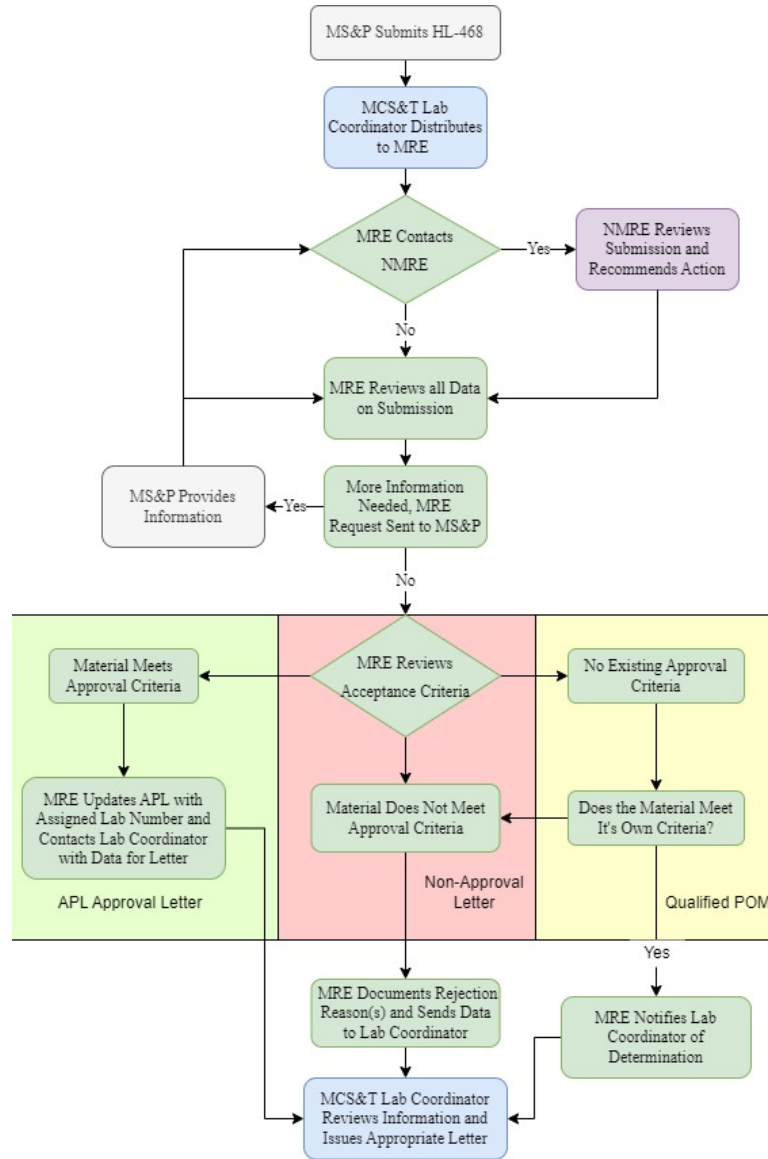 MS&P Submits HL-468
MCS&T Lab
Coordinator Distributes
to MRE
MRE Contacts
NMRE
Yes
NMRE Reviews
Submission and
Recommends Action
No
MRE Reviews all Data
on Submission
MS&P Provides
Information
Yes
More Information
Needed, MRE
Request Sent to MS&P
No
Material Meets
Approval Criteria
MRE Reviews
Acceptance Criteria
No Existing Approval
Criteria
MRE Updates APL with
Assigned Lab Number and
Contacts Lab Coordinator
with Data for Letter
Material Does Not Meet
Approval Criteria
Does the Material Meet
It's Own Criteria?
APL Approval Letter
Non-Approval
Letter
Qualified POM
Yes
MRE Documents Rejection
Reason(s) and Sends Data
to Lab Coordinator
MRE Notifies Lab
Coordinator of
Determination
MCS&T Lab Coordinator
Reviews Information and
Issues Appropriate Letter